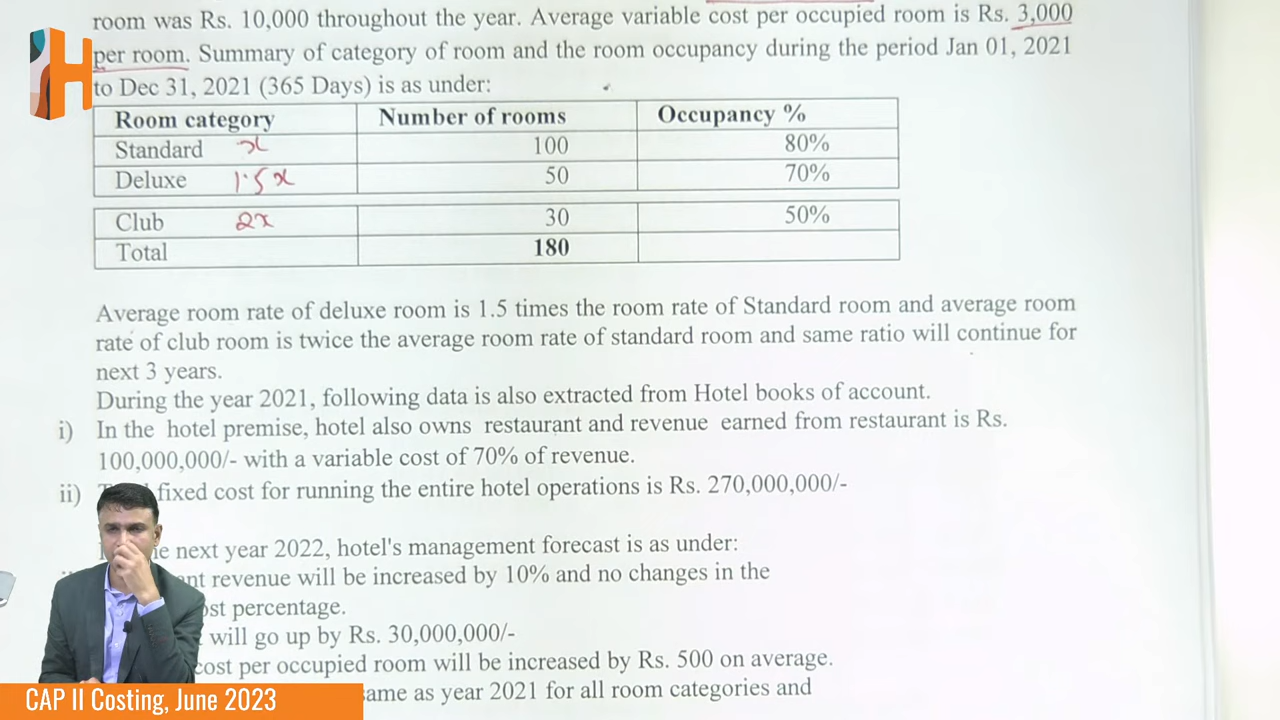 room was Rs. 10,000 throughout the year. Average variable cost per occupied room is Rs. 3,000
per room. Summary of category of room and the room occupancy during the period Jan 01, 2021
to Dec 31, 2021 (365 Days) is as under:
Room category Number of rooms Occupancy %
Standard x 100 80%
Deluxe 1.5x 50 70%
Club 2x 30 50%
Total 180
Average room rate of deluxe room is 1.5 times the room rate of Standard room and average room
rate of club room is twice the average room rate of standard room and same ratio will continue for
next 3 years.
During the year 2021, following data is also extracted from Hotel books of account.
i) In the hotel premise, hotel also owns restaurant and revenue earned from restaurant is Rs.
100,000,000/- with a variable cost of 70% of revenue.
ii) fixed cost for running the entire hotel operations is Rs. 270,000,000/-
next year 2022, hotel's management forecast is as under:
revenue will be increased by 10% and no changes in the
percentage.
will go up by Rs. 30,000,000/-
cost per occupied room will be increased by Rs. 500 on average.
same as year 2021 for all room categories and
H
CAP II Costing, June 2023